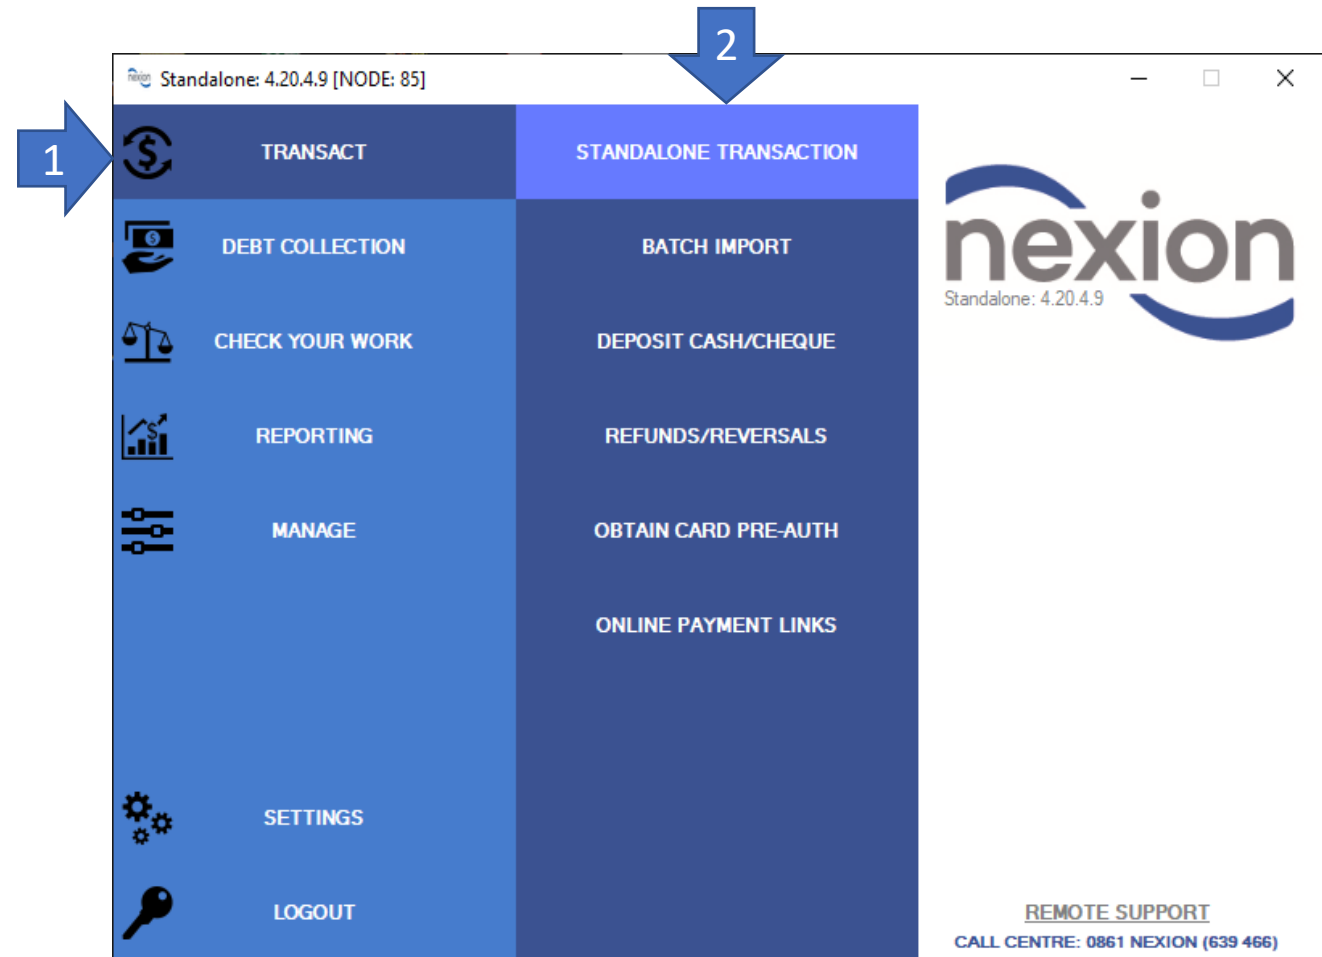 2
nexion Standalone: 4.20.4.9 [NODE: 85]
1
TRANSACT
STANDALONE TRANSACTION
DEBT COLLECTION
BATCH IMPORT
CHECK YOUR WORK
DEPOSIT CASH/CHEQUE
REPORTING
REFUNDS/REVERSALS
MANAGE
OBTAIN CARD PRE-AUTH
ONLINE PAYMENT LINKS
SETTINGS
LOGOUT
nexion
Standalone: 4.20.4.9
REMOTE SUPPORT
CALL CENTRE: 0861 NEXION (639 466)